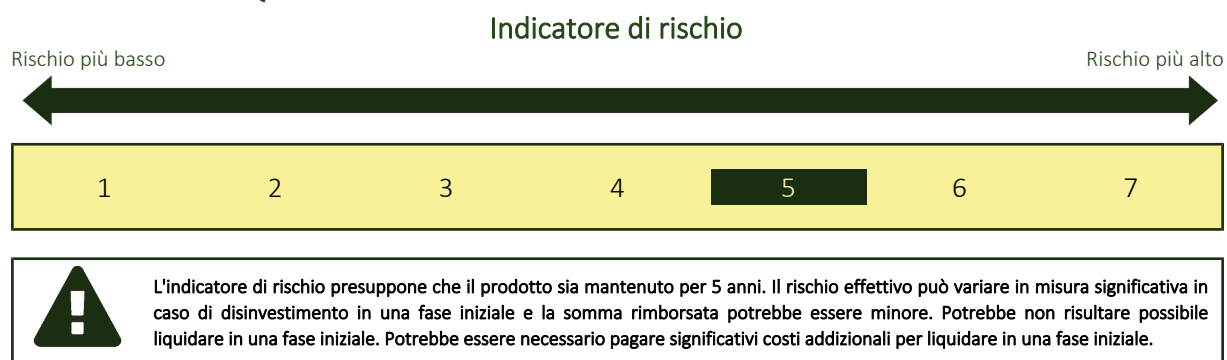 Indicatore di rischio
Rischio più basso
Rischio più alto
1 2 3 4 5 6 7
L'indicatore di rischio presuppone che il prodotto sia mantenuto per 5 anni. Il rischio effettivo può variare in misura significativa in
caso di disinvestimento in una fase iniziale e la somma rimborsata potrebbe essere minore. Potrebbe non risultare possibile
liquidare in una fase iniziale. Potrebbe essere necessario pagare significativi costi addizionali per liquidare in una fase iniziale.